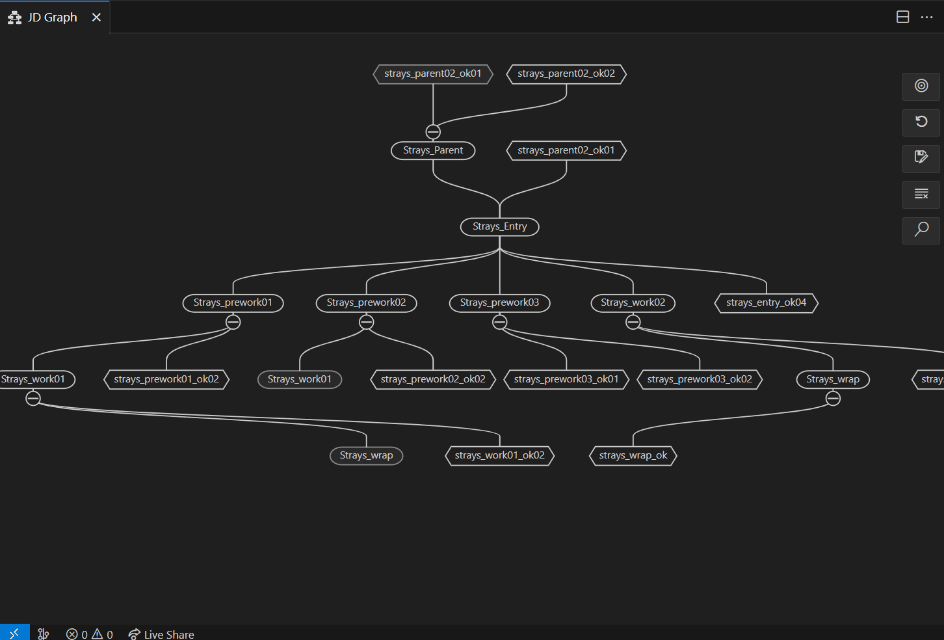 JD Graph
strays_parent02_ok01
strays_parent02_ok02
Strays_Parent
strays_parent02_ok01
Strays_Entry
Strays_prework01
Strays_prework02
Strays_prework03
Strays_work02
strays_entry_ok04
Strays_work01
strays_prework01_ok02
Strays_work01
strays_prework02_ok02
strays_prework03_ok01
strays_prework03_ok02
Strays_wrap
stray
Strays_wrap
strays_work01_ok02
strays_wrap_ok
0 0 Live Share